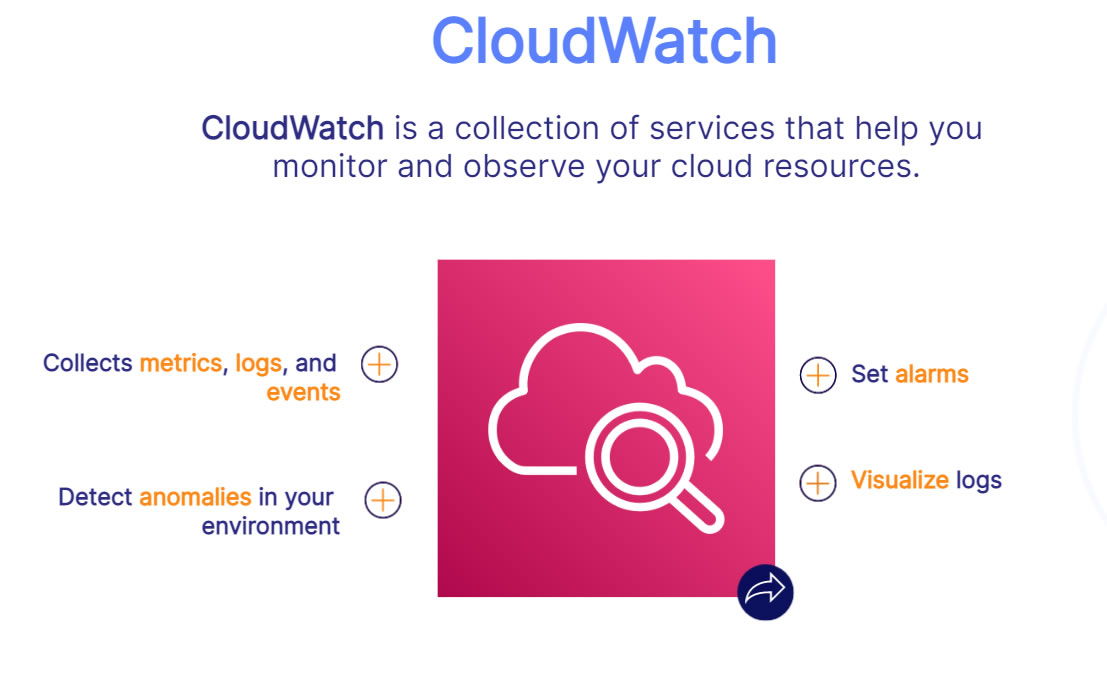 CloudWatch
CloudWatch is a collection of services that help you
monitor and observe your cloud resources.
Collects metrics, logs, and
events
Detect anomalies in your
environment
Set alarms
Visualize logs